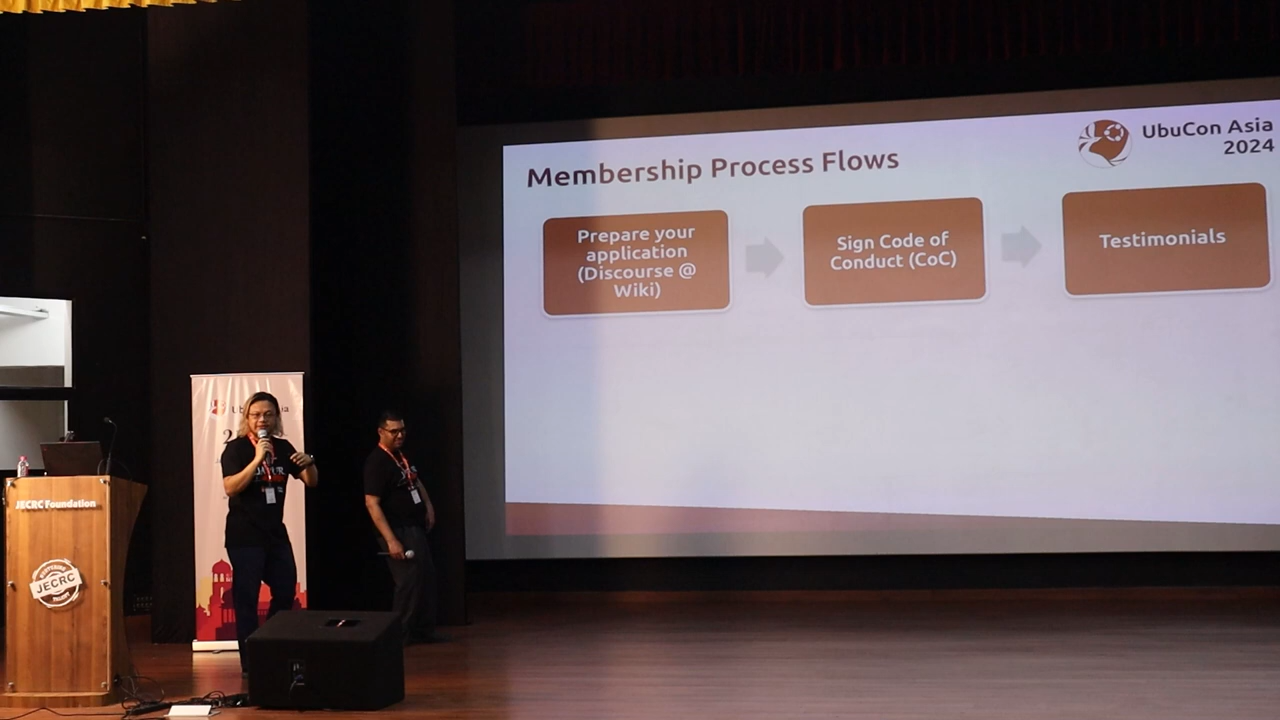 UbuCon Asia
2024
Membership Process Flows
Prepare your
application
(Discourse @
Wiki)
Sign Code of
Conduct (CoC)
Testimonials
JECRC Foundation
JECRC